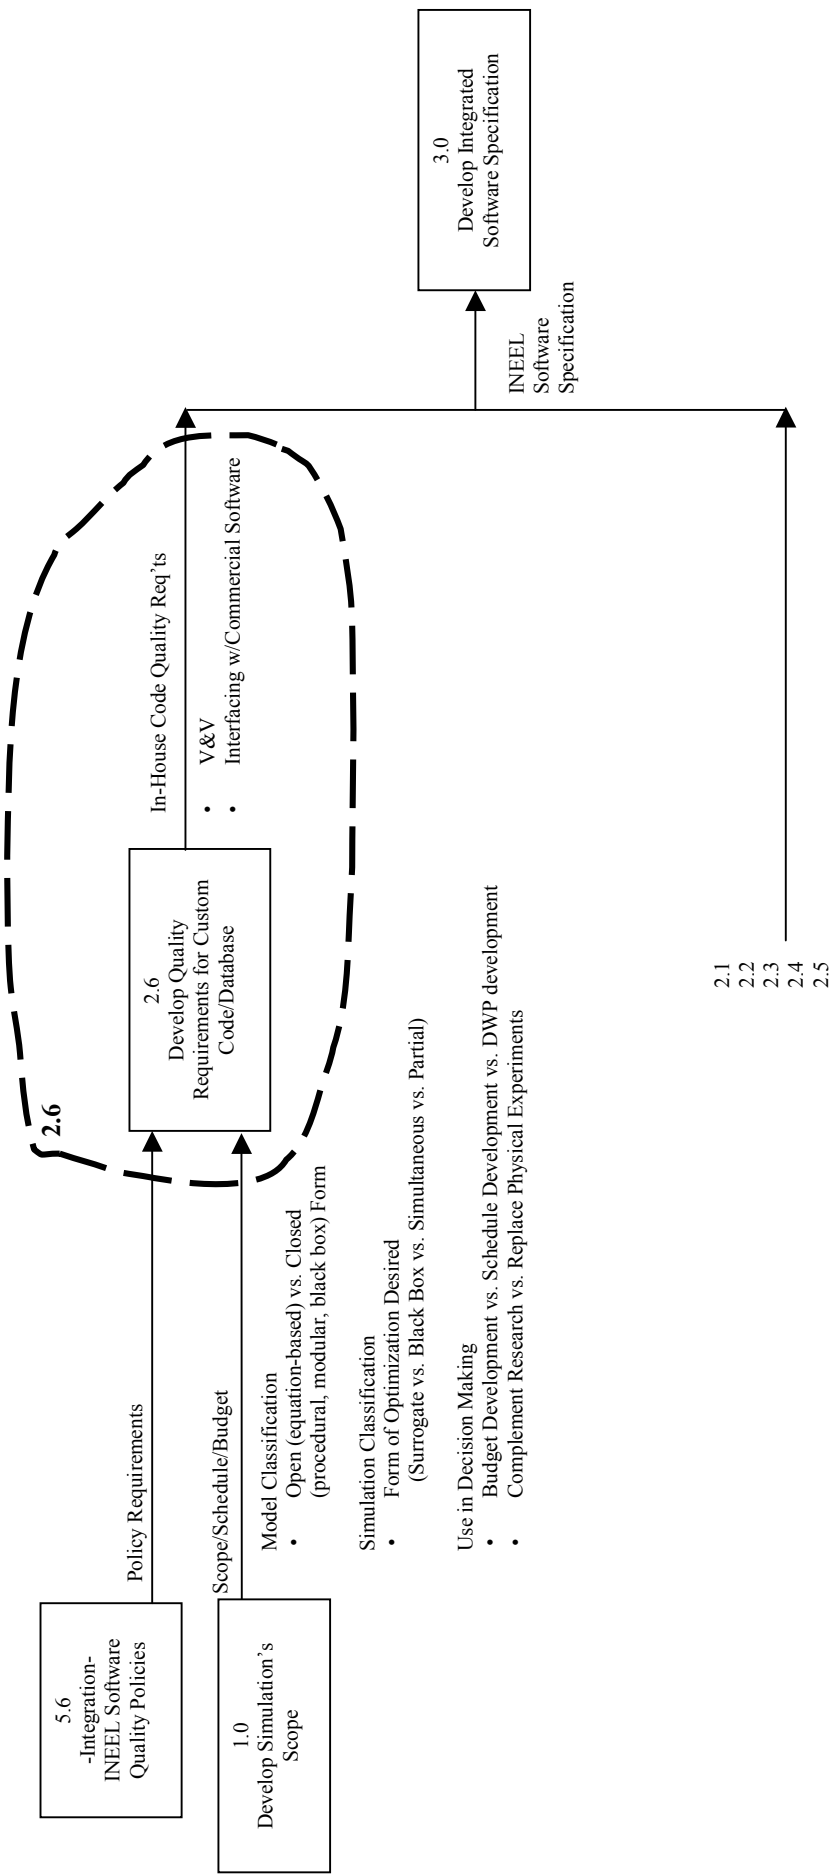 5.6
-Integration-
INEEL Software
Quality Policies
Policy Requirements
1.0
Develop Simulation’s
Scope
Scope/Schedule/Budget
Model Classification
• Open (equation-based) vs. Closed
(procedural, modular, black box) Form
Simulation Classification
• Form of Optimization Desired
(Surrogate vs. Black Box vs. Simultaneous vs. Partial)
Use in Decision Making
• Budget Development vs. Schedule Development vs. DWP development
• Complement Research vs. Replace Physical Experiments
2.6
2.6
Develop Quality
Requirements for Custom
Code/Database
In-House Code Quality Req’ts
• V&V
• Interfacing w/Commercial Software
2.1
2.2
2.3
2.4
2.5
INEEL
Software
Specification
3.0
Develop Integrated
Software Specification